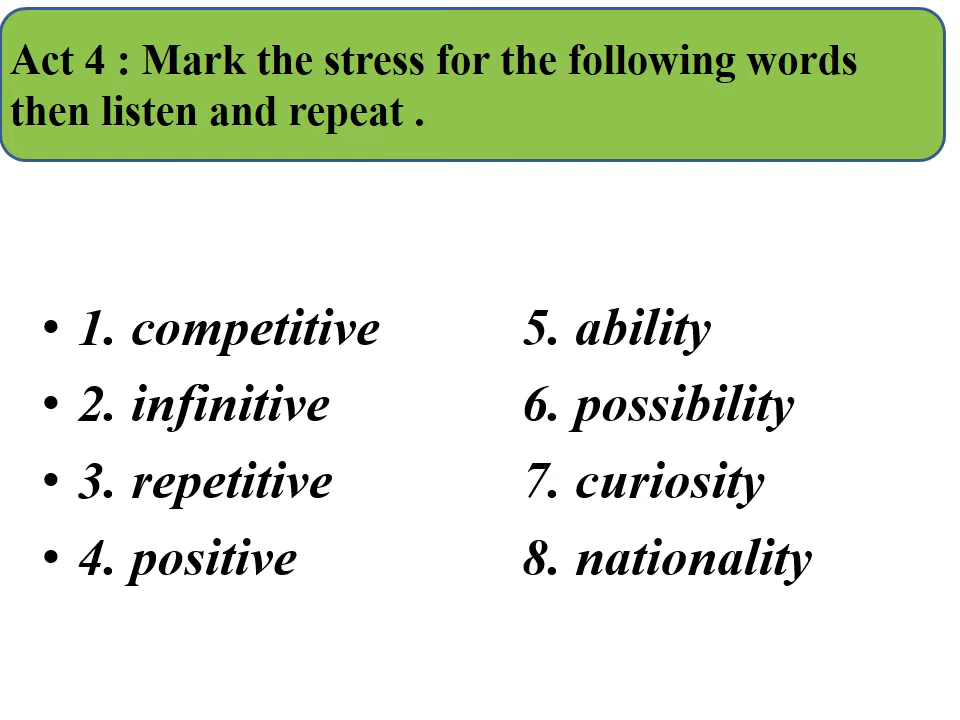 Act 4 : Mark the stress for the following words
then listen and repeat .
• 1. competitive 5. ability
• 2. infinitive 6. possibility
• 3. repetitive 7. curiosity
• 4. positive 8. nationality